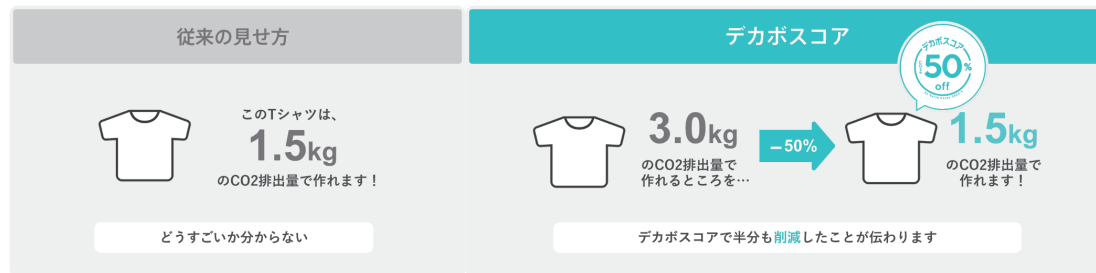 従来の見せ方
このTシャツは、
1.5kg
のCO2排出量で作れます！
どうすごいか分からない
デカボスコア
デカボスコア
50%
off
3.0kg
のCO2排出量で
作れるところを…
−50%
1.5kg
のCO2排出量で
作れます！
デカボスコアで半分も削減したことが伝わります